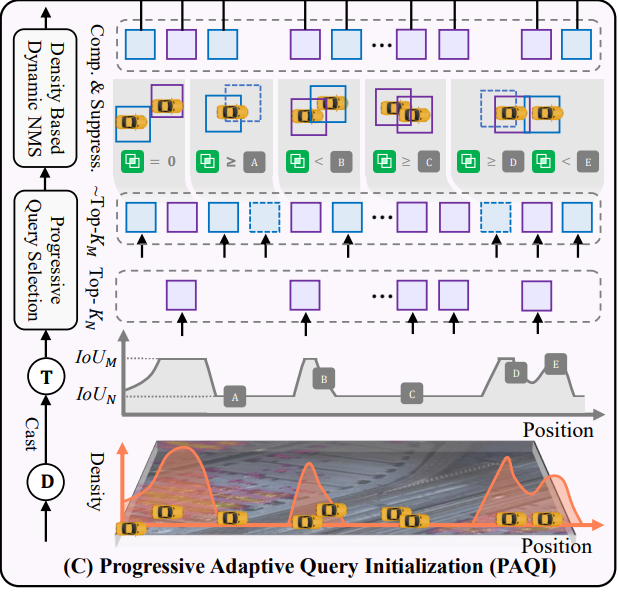 Density Based
Dynamic NMS
Comp. & Suppress.
= 0
≥ A
< B
≥ C
≥ D
< E
Progressive
Query Selection
~Top-K_M
...
Top- K_N
...
T
IoU_M
IoU_N
A
B
C
D
E
Position
Cast
D
Density
Position
(C) Progressive Adaptive Query Initialization (PAQI)